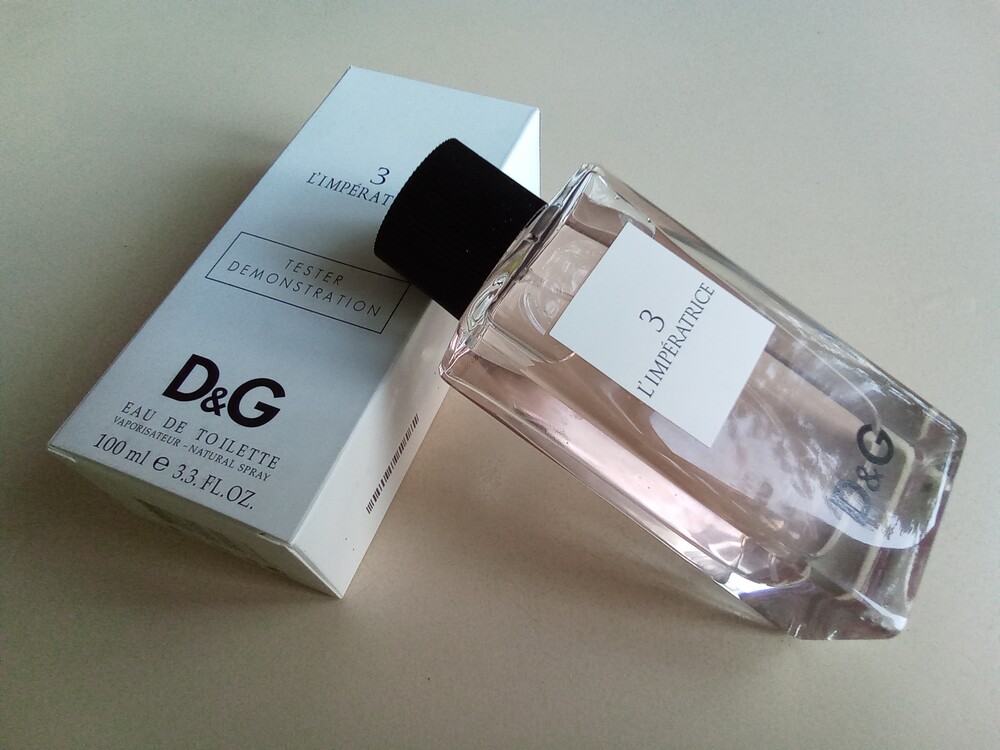 3
L'IMPÉRAT
TESTER
DEMONSTRATION
D&G
EAU DE TOILETTE
VAPORISATEUR - NATURAL SPRAY
100 ml e 3.3. FL.OZ.
3
L'IMPÉRATRICE
D&G